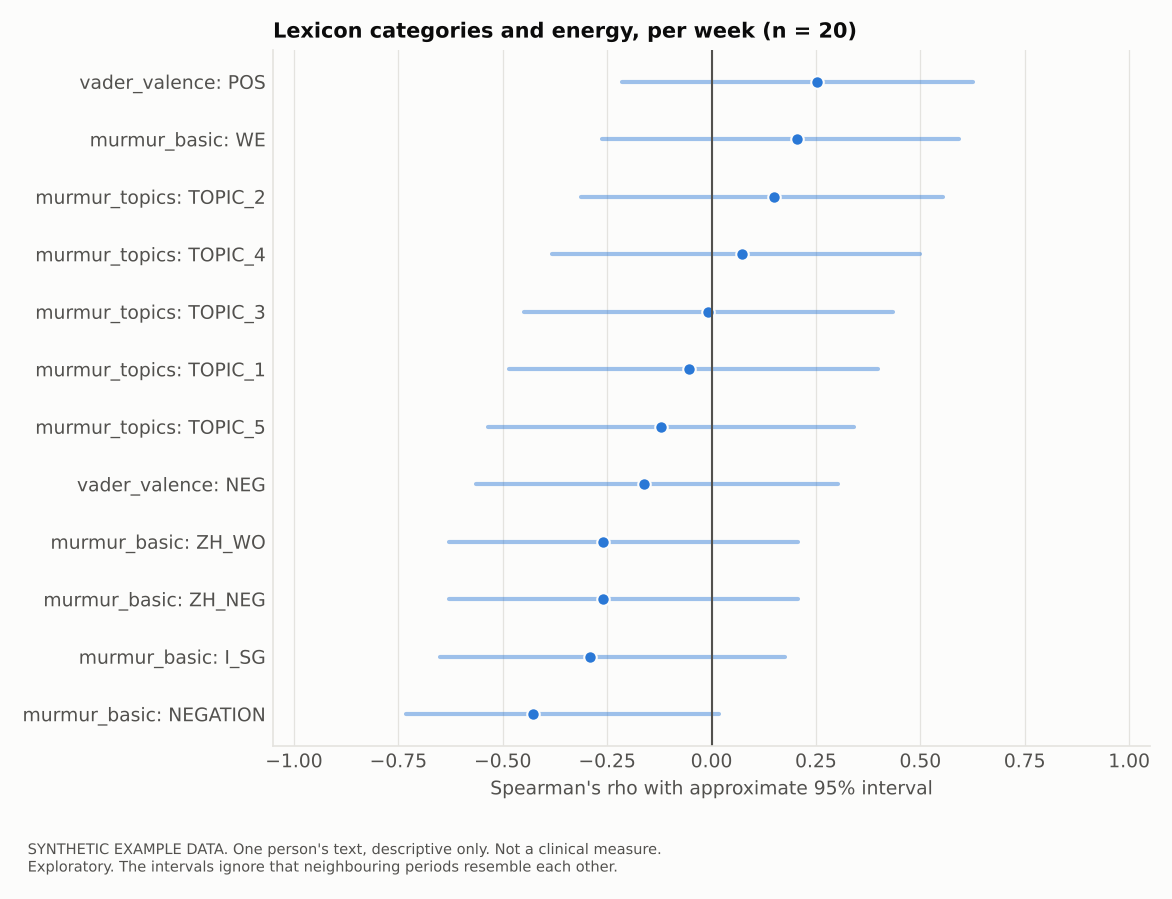 Lexicon categories and energy, per week (n = 20)
vader_valence: POS
murmur_basic: WE
murmur_topics: TOPIC_2
murmur_topics: TOPIC_4
murmur_topics: TOPIC_3
murmur_topics: TOPIC_1
murmur_topics: TOPIC_5
vader_valence: NEG
murmur_basic: ZH_WO
murmur_basic: ZH_NEG
murmur_basic: I_SG
murmur_basic: NEGATION
−1.00 −0.75 −0.50 −0.25 0.00 0.25 0.50 0.75 1.00
Spearman's rho with approximate 95% interval
SYNTHETIC EXAMPLE DATA. One person's text, descriptive only. Not a clinical measure.
Exploratory. The intervals ignore that neighbouring periods resemble each other.